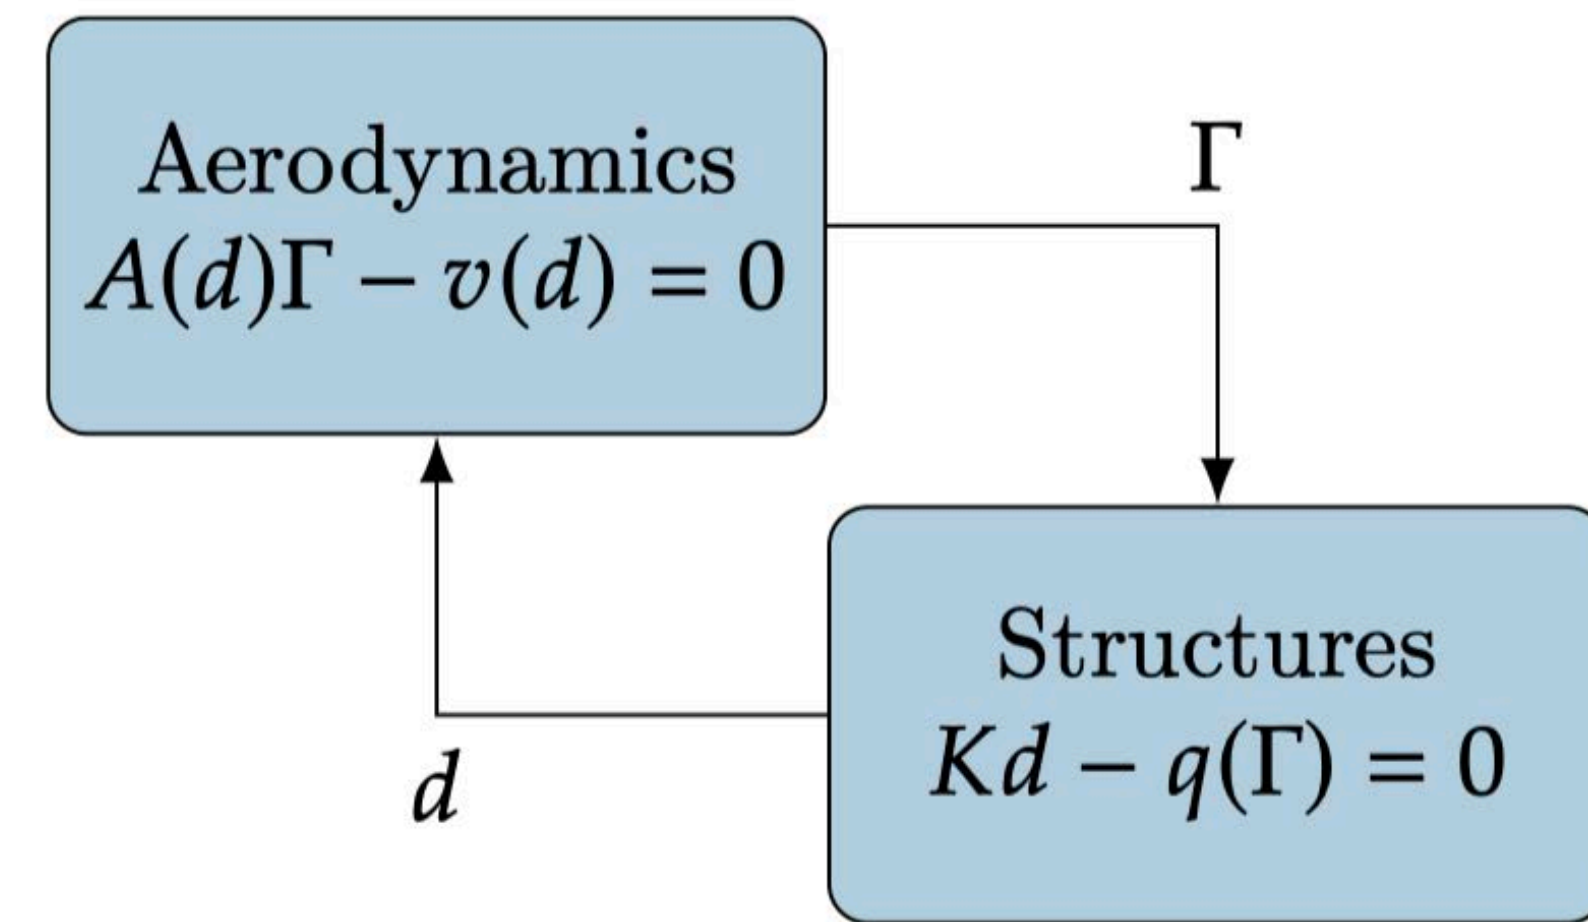 Aerodynamics
A(d)Γ − v(d) = 0
Γ
Structures
Kd − q(Γ) = 0
d